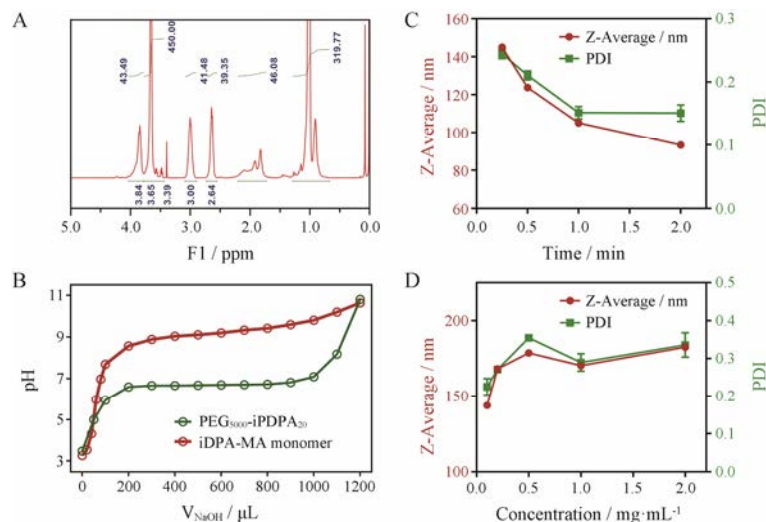 A
450.00
43.49
41.48
39.35
46.08
319.77
3.84
3.65
3.39
3.00
2.64
5.0 4.0 3.0 2.0 1.0 0.0
F1 / ppm
B
11
9
7
5
3
pH
PEG5000-iPDPA20
iDPA-MA monomer
0 200 400 600 800 1000 1200
VNaOH / μL
C
160
140
120
100
80
60
Z-Average / nm
Z-Average / nm
PDI
0.3
0.2
0.1
0.0
PDI
0.0 0.5 1.0 1.5 2.0
Time / min
D
200
150
100
Z-Average / nm
Z-Average / nm
PDI
0.5
0.4
0.3
0.2
0.1
0.0
PDI
0.0 0.5 1.0 1.5 2.0
Concentration / mg·mL-1